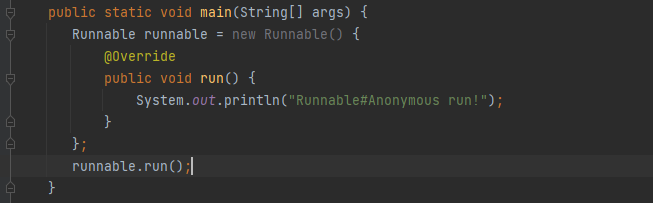 public static void main(String[] args) {
    Runnable runnable = new Runnable() {
        @Override
        public void run() {
            System.out.println("Runnable#Anonymous run!");
        }
    };
    runnable.run();
}